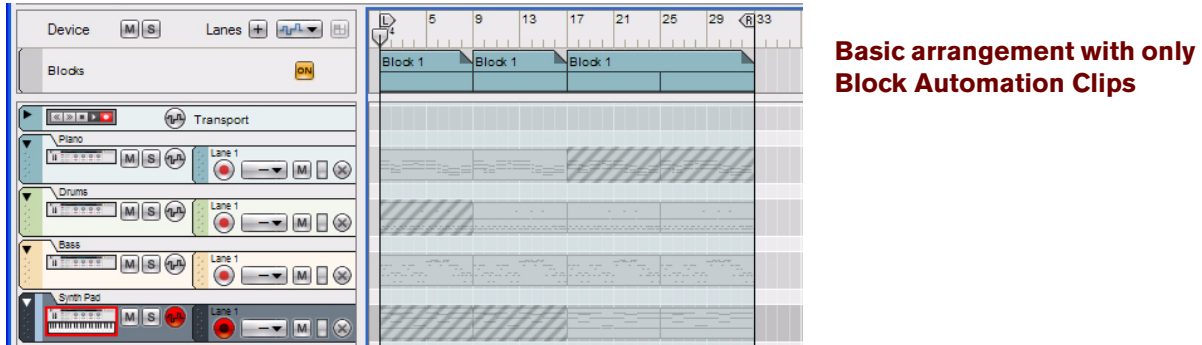 Device M S Lanes +
L 5 9 13 17 21 25 29 R 33
4
Blocks ON
Block 1 Block 1 Block 1
Transport
Piano
M S Lane 1 M
Drums
M S Lane 1 M
Bass
M S Lane 1 M
Synth Pad
M S Lane 1 M
Basic arrangement with only
Block Automation Clips